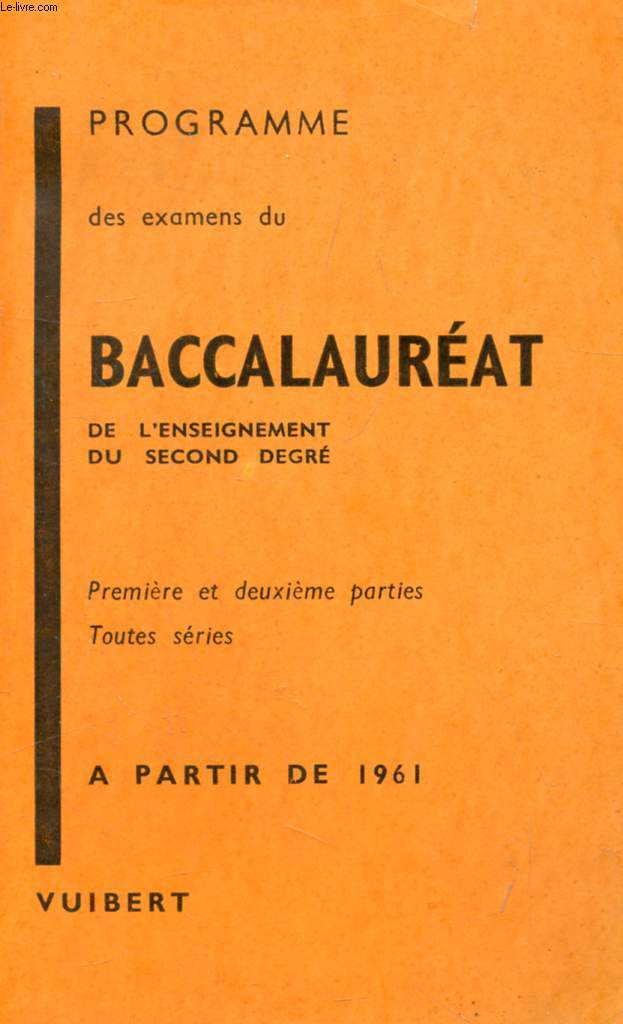 Le-livre.com
PROGRAMME
des examens du
BACCALAURÉAT
DE L'ENSEIGNEMENT
DU SECOND DEGRÉ
Première et deuxième parties
Toutes séries
A PARTIR DE 1961
VUIBERT